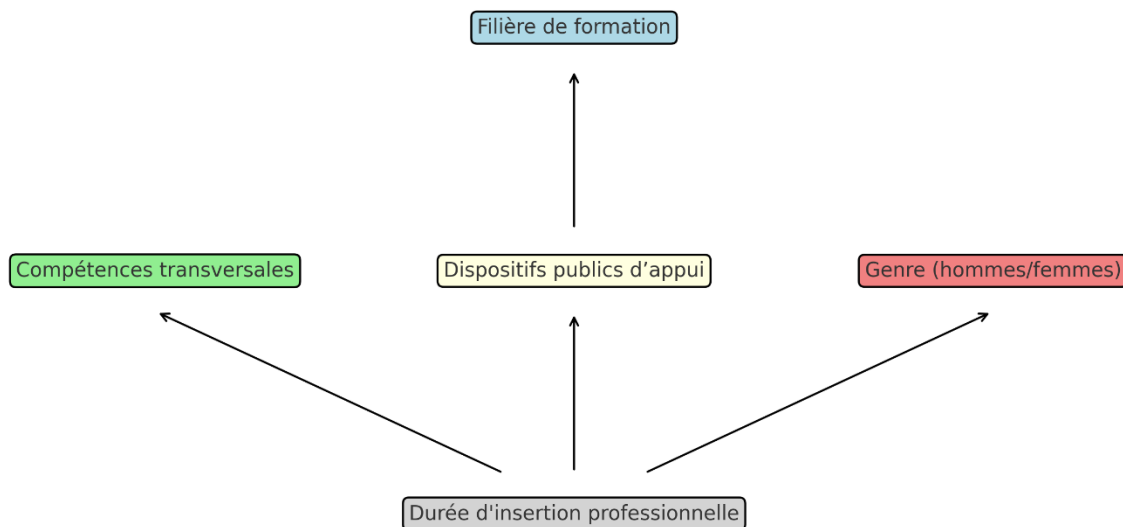 Filière de formation
Compétences transversales
Dispositifs publics d’appui
Genre (hommes/femmes)
Durée d'insertion professionnelle